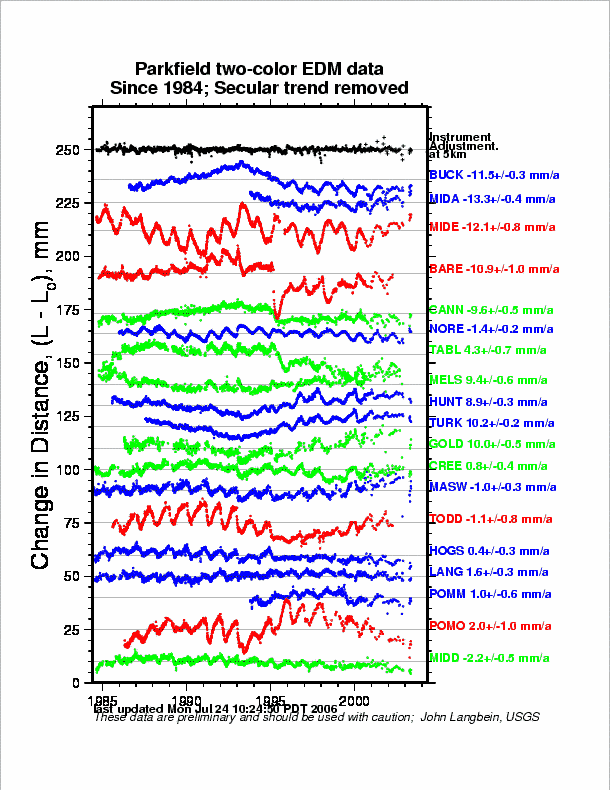 Parkfield two-color EDM data
Since 1984; Secular trend removed
Change in Distance, (L - L0), mm
250
225
200
175
150
125
100
75
50
25
0
1985
1990
1995
2000
Instrument
Adjustment.
at 5km
BUCK -11.5+/-0.3 mm/a
MIDA -13.3+/-0.4 mm/a
MIDE -12.1+/-0.8 mm/a
BARE -10.9+/-1.0 mm/a
CANN -9.6+/-0.5 mm/a
NORE -1.4+/-0.2 mm/a
TABL 4.3+/-0.7 mm/a
MELS 9.4+/-0.6 mm/a
HUNT 8.9+/-0.3 mm/a
TURK 10.2+/-0.2 mm/a
GOLD 10.0+/-0.5 mm/a
CREE 0.8+/-0.4 mm/a
MASW -1.0+/-0.3 mm/a
TODD -1.1+/-0.8 mm/a
HOGS 0.4+/-0.3 mm/a
LANG 1.6+/-0.3 mm/a
POMM 1.0+/-0.6 mm/a
POMO 2.0+/-1.0 mm/a
MIDD -2.2+/-0.5 mm/a
last updated Mon Jul 24 10:24:50 PDT 2006
These data are preliminary and should be used with caution; John Langbein, USGS